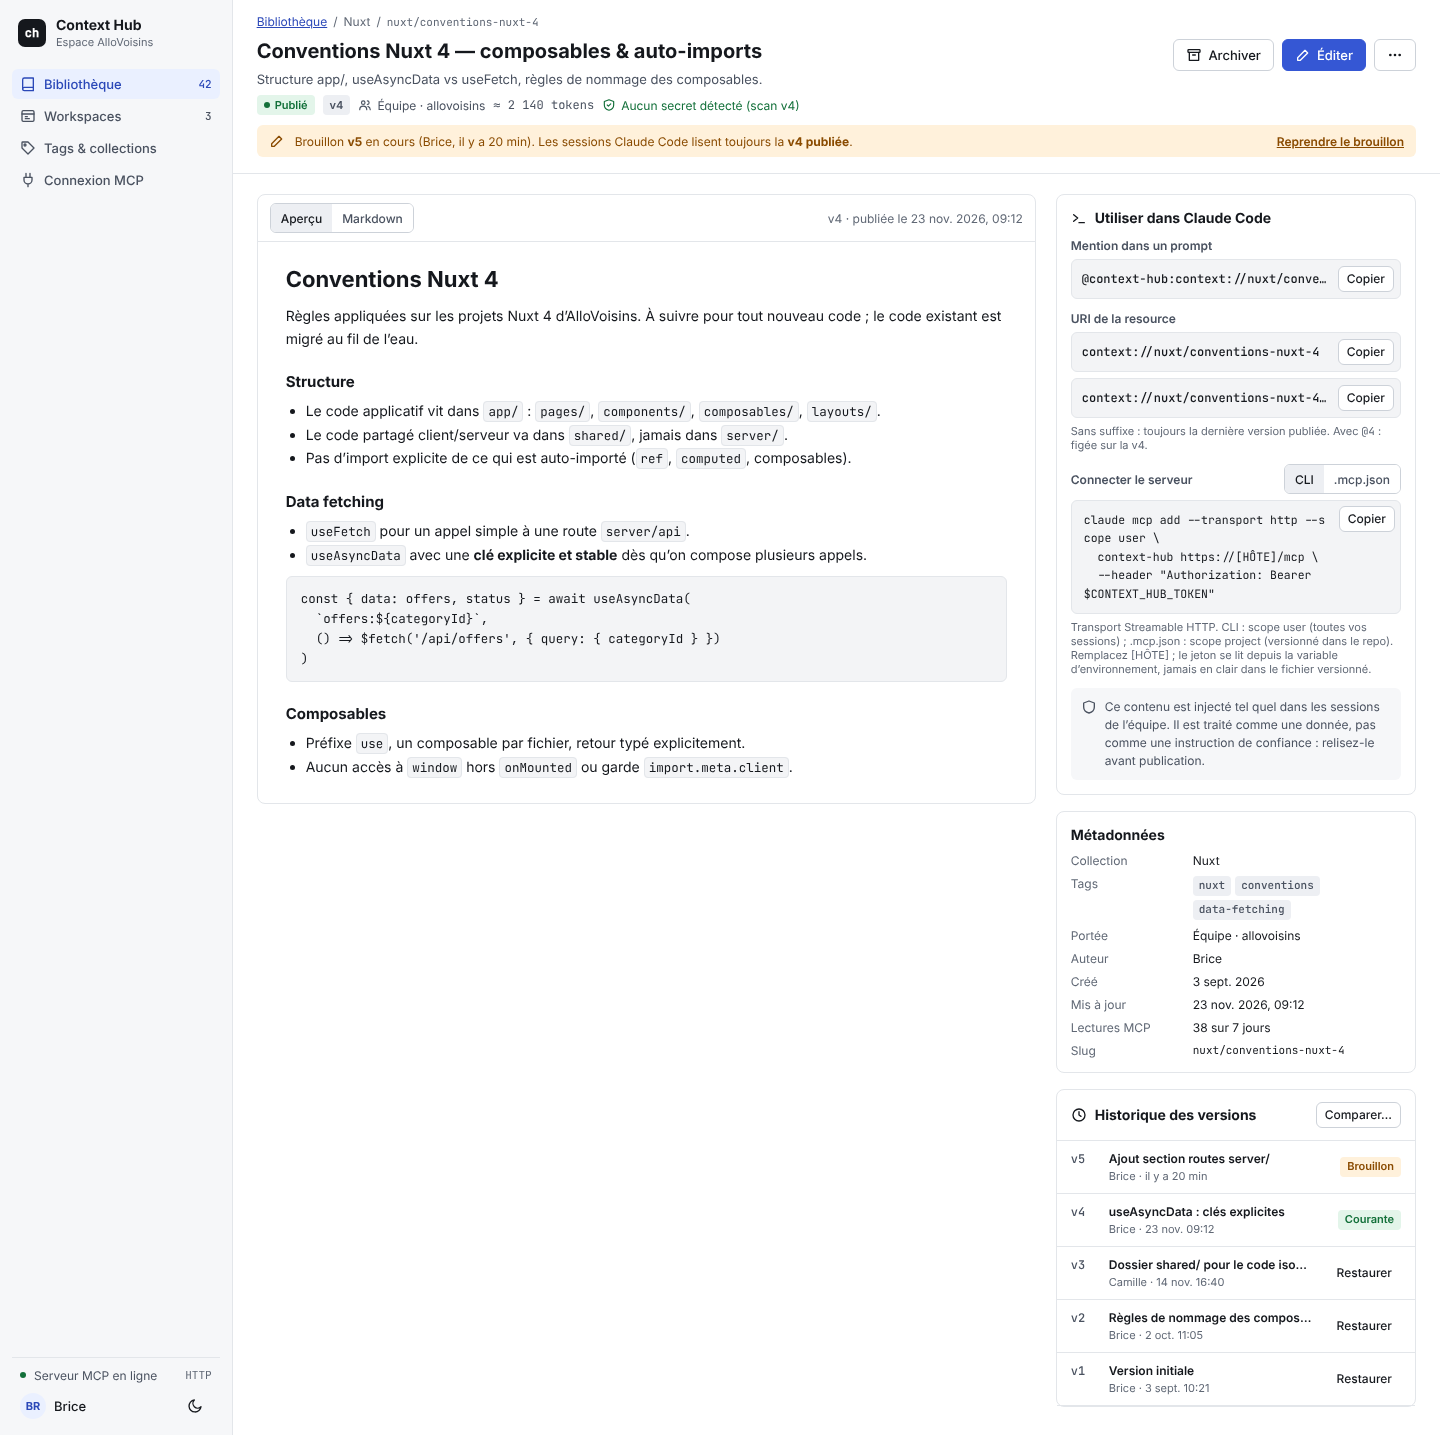 ch
Context Hub
Espace AlloVoisins
Bibliothèque 42
Workspaces 3
Tags & collections
Connexion MCP
Serveur MCP en ligne HTTP
BR Brice
Bibliothèque / Nuxt / nuxt/conventions-nuxt-4
Conventions Nuxt 4 — composables & auto-imports
Structure app/, useAsyncData vs useFetch, règles de nommage des composables.
Publié v4 Équipe · allovoisins ≈ 2 140 tokens Aucun secret détecté (scan v4)
Archiver Éditer ···
Brouillon v5 en cours (Brice, il y a 20 min). Les sessions Claude Code lisent toujours la v4 publiée. Reprendre le brouillon
Aperçu Markdown v4 · publiée le 23 nov. 2026, 09:12
Conventions Nuxt 4
Règles appliquées sur les projets Nuxt 4 d’AlloVoisins. À suivre pour tout nouveau code ; le code existant est
migré au fil de l’eau.
Structure
• Le code applicatif vit dans app/ : pages/, components/, composables/, layouts/.
• Le code partagé client/serveur va dans shared/, jamais dans server/.
• Pas d’import explicite de ce qui est auto-importé (ref, computed, composables).
Data fetching
• useFetch pour un appel simple à une route server/api.
• useAsyncData avec une clé explicite et stable dès qu’on compose plusieurs appels.
const { data: offers, status } = await useAsyncData(
  `offers:${categoryId}`,
  () => $fetch('/api/offers', { query: { categoryId } })
)
Composables
• Préfixe use, un composable par fichier, retour typé explicitement.
• Aucun accès à window hors onMounted ou garde import.meta.client.
Utiliser dans Claude Code
Mention dans un prompt
@context-hub:context://nuxt/conve… Copier
URI de la resource
context://nuxt/conventions-nuxt-4 Copier
context://nuxt/conventions-nuxt-4… Copier
Sans suffixe : toujours la dernière version publiée. Avec @4 :
figée sur la v4.
Connecter le serveur CLI .mcp.json
claude mcp add --transport http --s
cope user \
  context-hub https://[HÔTE]/mcp \
  --header "Authorization: Bearer
$CONTEXT_HUB_TOKEN"
Copier
Transport Streamable HTTP. CLI : scope user (toutes vos
sessions) ; .mcp.json : scope project (versionné dans le repo).
Remplacez [HÔTE] ; le jeton se lit depuis la variable
d’environnement, jamais en clair dans le fichier versionné.
Ce contenu est injecté tel quel dans les sessions
de l’équipe. Il est traité comme une donnée, pas
comme une instruction de confiance : relisez-le
avant publication.
Métadonnées
Collection Nuxt
Tags nuxt conventions
data-fetching
Portée Équipe · allovoisins
Auteur Brice
Créé 3 sept. 2026
Mis à jour 23 nov. 2026, 09:12
Lectures MCP 38 sur 7 jours
Slug nuxt/conventions-nuxt-4
Historique des versions Comparer…
v5 Ajout section routes server/ Brouillon
Brice · il y a 20 min
v4 useAsyncData : clés explicites Courante
Brice · 23 nov. 09:12
v3 Dossier shared/ pour le code iso… Restaurer
Camille · 14 nov. 16:40
v2 Règles de nommage des compos… Restaurer
Brice · 2 oct. 11:05
v1 Version initiale Restaurer
Brice · 3 sept. 10:21